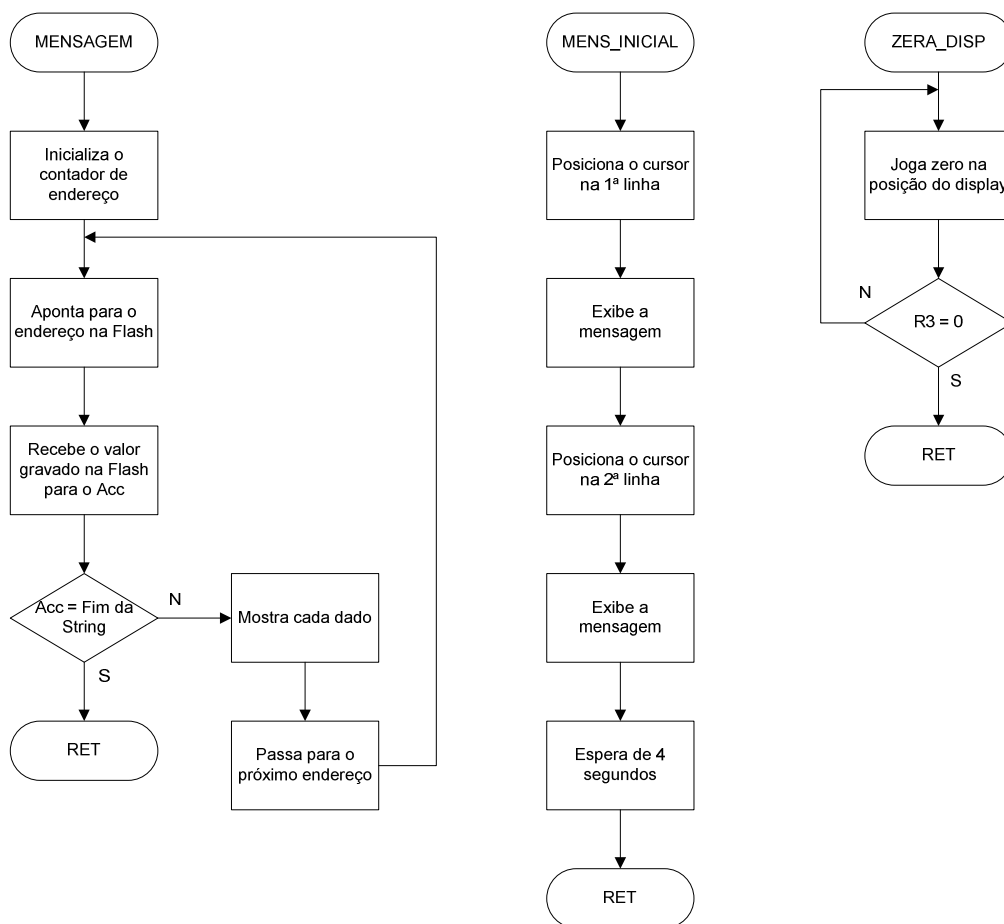 MENSAGEM
Inicializa o
contador de
endereço
Aponta para o
endereço na Flash
Recebe o valor
gravado na Flash
para o Acc
Acc = Fim da
String
N
S
Mostra cada dado
Passa para o
próximo endereço
RET
MENS_INICIAL
Posiciona o cursor
na 1ª linha
Exibe a
mensagem
Posiciona o cursor
na 2ª linha
Exibe a
mensagem
Espera de 4
segundos
RET
ZERA_DISP
Joga zero na
posição do display
N
R3 = 0
S
RET